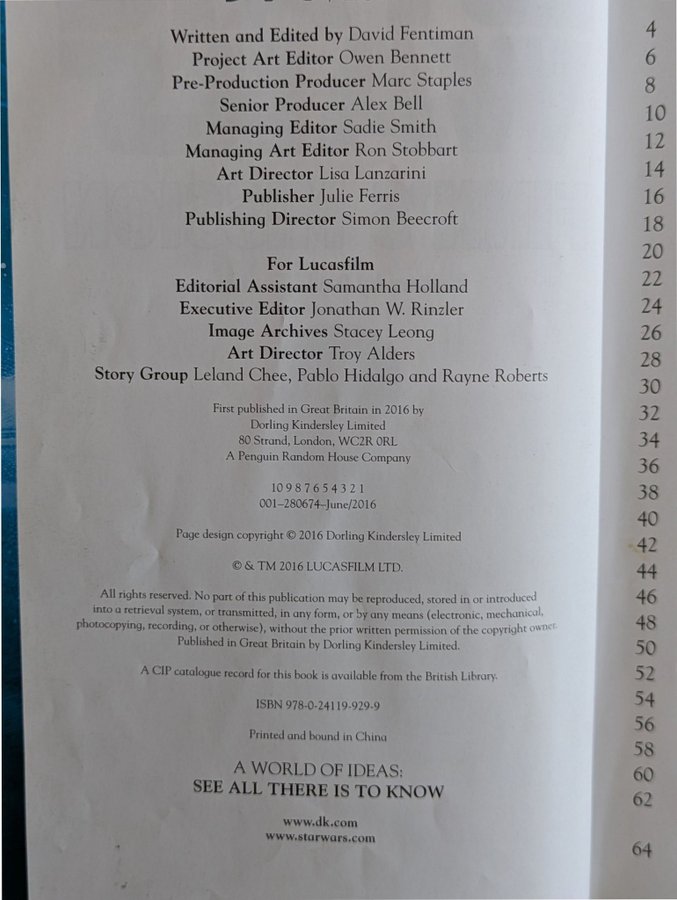 Written and Edited by David Fentiman
Project Art Editor Owen Bennett
Pre-Production Producer Marc Staples
Senior Producer Alex Bell
Managing Editor Sadie Smith
Managing Art Editor Ron Stobbart
Art Director Lisa Lanzarini
Publisher Julie Ferris
Publishing Director Simon Beecroft
For Lucasfilm
Editorial Assistant Samantha Holland
Executive Editor Jonathan W. Rinzler
Image Archives Stacey Leong
Art Director Troy Alders
Story Group Leland Chee, Pablo Hidalgo and Rayne Roberts
First published in Great Britain in 2016 by
Dorling Kindersley Limited
80 Strand, London, WC2R 0RL
A Penguin Random House Company
10 9 8 7 6 5 4 3 2 1
001–280674–June/2016
Page design copyright © 2016 Dorling Kindersley Limited
© & TM 2016 LUCASFILM LTD.
All rights reserved. No part of this publication may be reproduced, stored in or introduced
into a retrieval system, or transmitted, in any form, or by any means (electronic, mechanical,
photocopying, recording, or otherwise), without the prior written permission of the copyright owner.
Published in Great Britain by Dorling Kindersley Limited.
A CIP catalogue record for this book is available from the British Library.
ISBN 978-0-24119-929-9
Printed and bound in China
A WORLD OF IDEAS:
SEE ALL THERE IS TO KNOW
www.dk.com
www.starwars.com
4
6
8
10
12
14
16
18
20
22
24
26
28
30
32
34
36
38
40
42
44
46
48
50
52
54
56
58
60
62
64